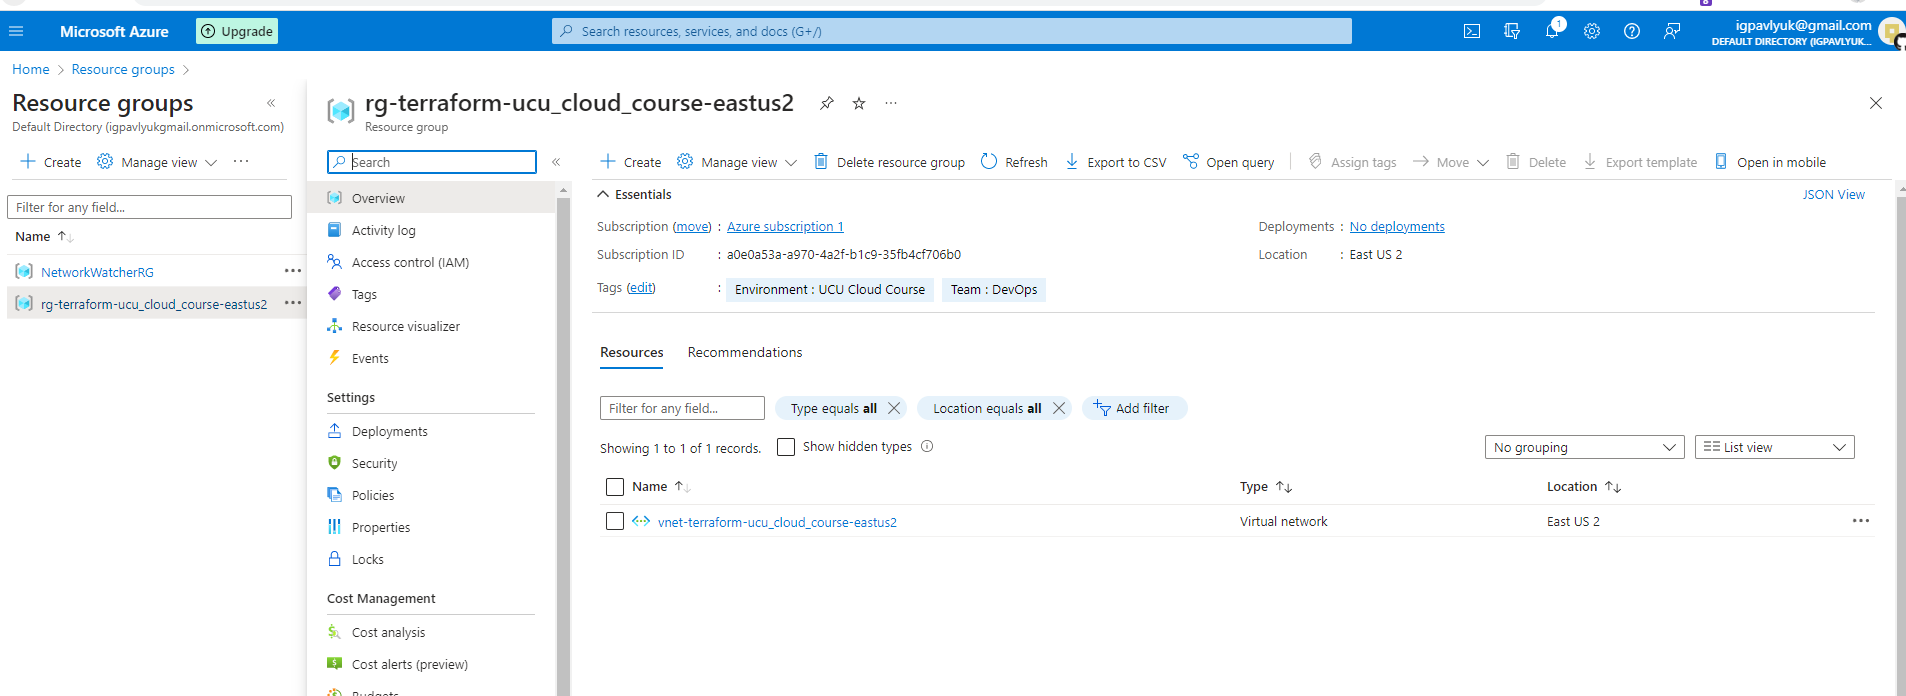 Microsoft Azure
Upgrade
Search resources, services, and docs (G+/)
1
igpavlyuk@gmail.com
DEFAULT DIRECTORY (IGPAVLYUK...
Home > Resource groups >
Resource groups «
Default Directory (igpavlyukgmail.onmicrosoft.com)
+ Create Manage view ...
Filter for any field...
Name ↑↓
NetworkWatcherRG ...
rg-terraform-ucu_cloud_course-eastus2 ...
rg-terraform-ucu_cloud_course-eastus2 ...
Resource group
Search «
Overview
Activity log
Access control (IAM)
Tags
Resource visualizer
Events
Settings
Deployments
Security
Policies
Properties
Locks
Cost Management
Cost analysis
Cost alerts (preview)
Budgets
+ Create Manage view Delete resource group Refresh Export to CSV Open query Assign tags Move Delete Export template Open in mobile
Essentials JSON View
Subscription (move) : Azure subscription 1 Deployments : No deployments
Subscription ID : a0e0a53a-a970-4a2f-b1c9-35fb4cf706b0 Location : East US 2
Tags (edit) : Environment : UCU Cloud Course Team : DevOps
Resources Recommendations
Filter for any field... Type equals all Location equals all Add filter
Showing 1 to 1 of 1 records. Show hidden types No grouping List view
Name ↑↓ Type ↑↓ Location ↑↓
vnet-terraform-ucu_cloud_course-eastus2 Virtual network East US 2 ...